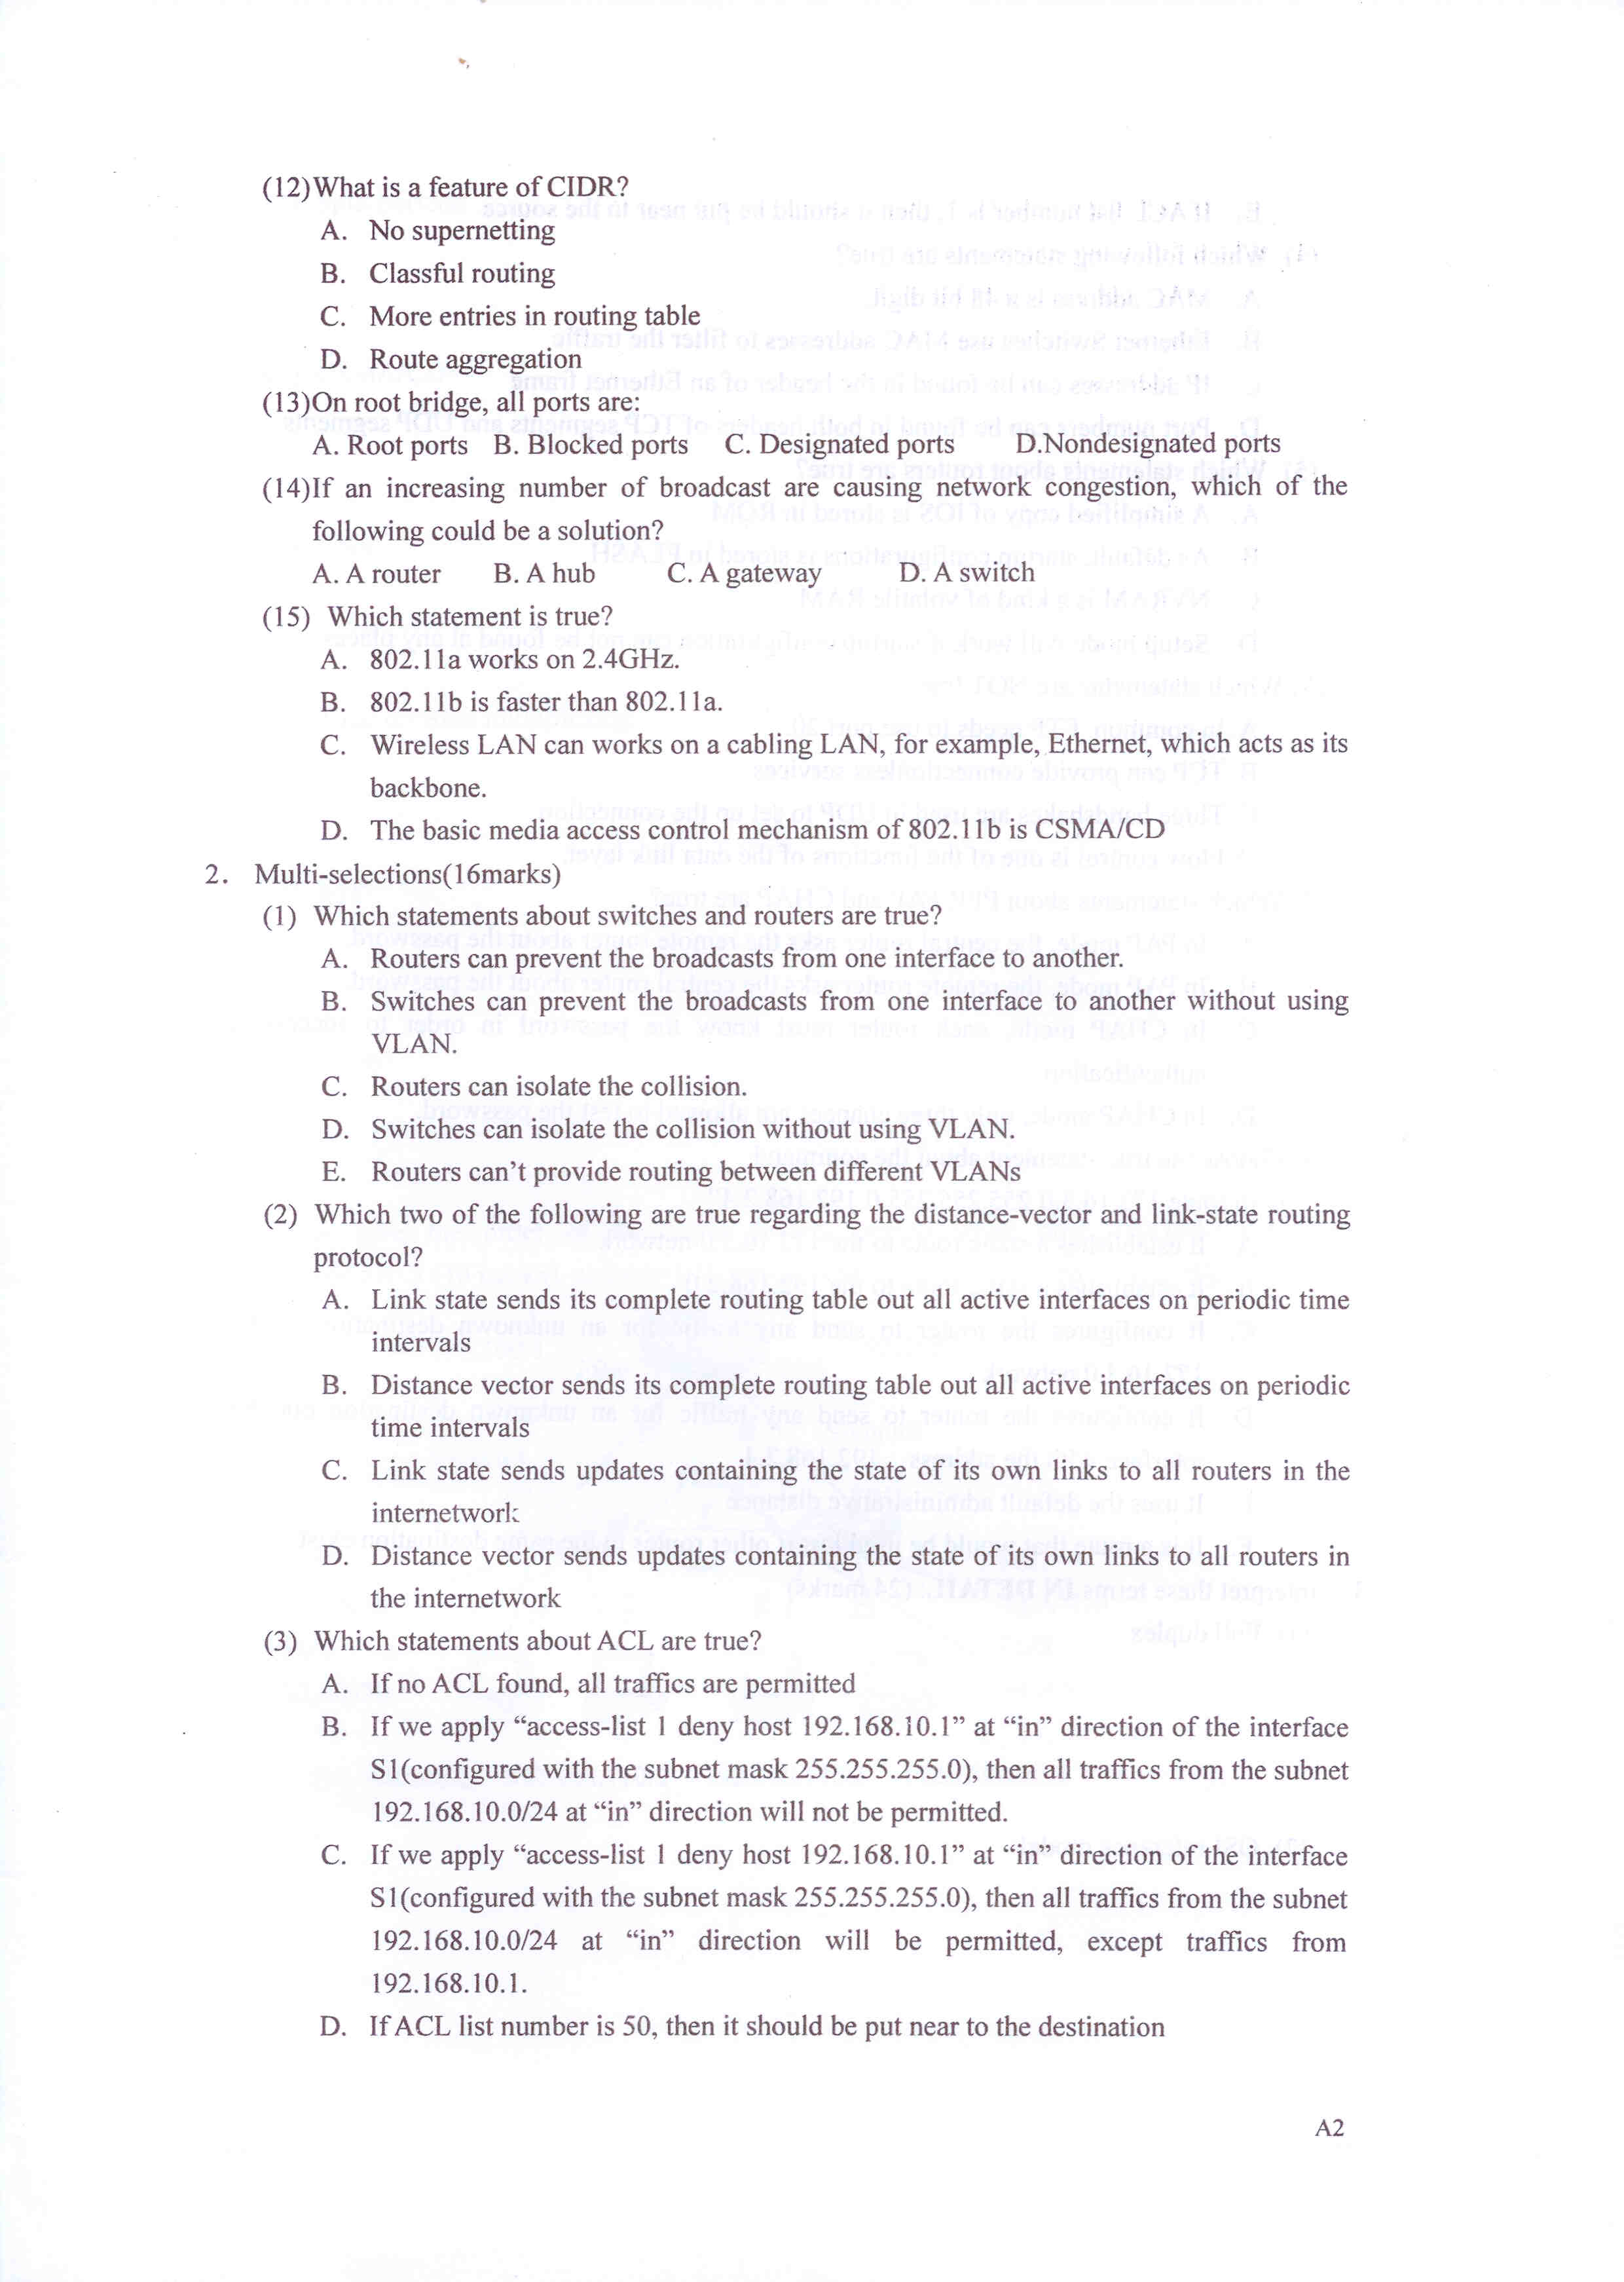 (12)What is a feature of CIDR?
A. No supernetting
B. Classful routing
C. More entries in routing table
D. Route aggregation
(13)On root bridge, all ports are:
A. Root ports B. Blocked ports C. Designated ports D.Nondesignated ports
(14)If an increasing number of broadcast are causing network congestion, which of the
following could be a solution?
A. A router B. A hub C. A gateway D. A switch
(15) Which statement is true?
A. 802.11a works on 2.4GHz.
B. 802.11b is faster than 802.11a.
C. Wireless LAN can works on a cabling LAN, for example, Ethernet, which acts as its
backbone.
D. The basic media access control mechanism of 802.11b is CSMA/CD
2. Multi-selections(16marks)
(1) Which statements about switches and routers are true?
A. Routers can prevent the broadcasts from one interface to another.
B. Switches can prevent the broadcasts from one interface to another without using
VLAN.
C. Routers can isolate the collision.
D. Switches can isolate the collision without using VLAN.
E. Routers can’t provide routing between different VLANs
(2) Which two of the following are true regarding the distance-vector and link-state routing
protocol?
A. Link state sends its complete routing table out all active interfaces on periodic time
intervals
B. Distance vector sends its complete routing table out all active interfaces on periodic
time intervals
C. Link state sends updates containing the state of its own links to all routers in the
internetwork
D. Distance vector sends updates containing the state of its own links to all routers in
the internetwork
(3) Which statements about ACL are true?
A. If no ACL found, all traffics are permitted
B. If we apply “access-list 1 deny host 192.168.10.1” at “in” direction of the interface
S1(configured with the subnet mask 255.255.255.0), then all traffics from the subnet
192.168.10.0/24 at “in” direction will not be permitted.
C. If we apply “access-list 1 deny host 192.168.10.1” at “in” direction of the interface
S1(configured with the subnet mask 255.255.255.0), then all traffics from the subnet
192.168.10.0/24 at “in” direction will be permitted, except traffics from
192.168.10.1.
D. If ACL list number is 50, then it should be put near to the destination
A2